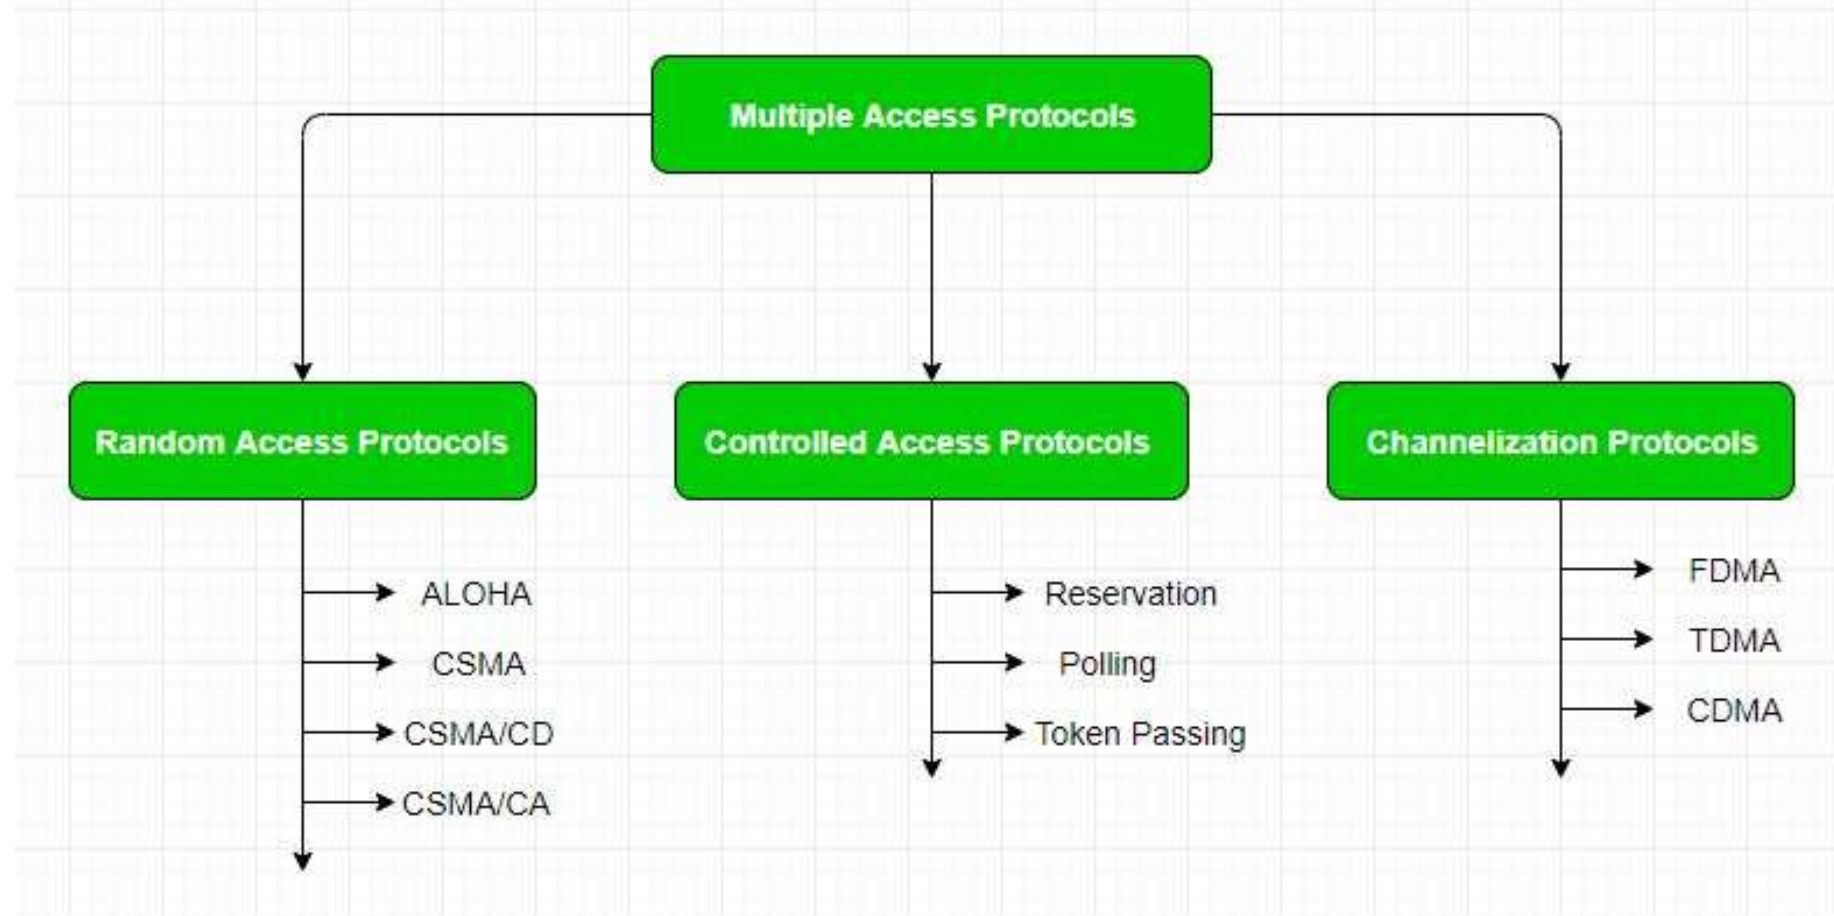 Multiple Access Protocols
Random Access Protocols
Controlled Access Protocols
Channelization Protocols
ALOHA
CSMA
CSMA/CD
CSMA/CA
Reservation
Polling
Token Passing
FDMA
TDMA
CDMA